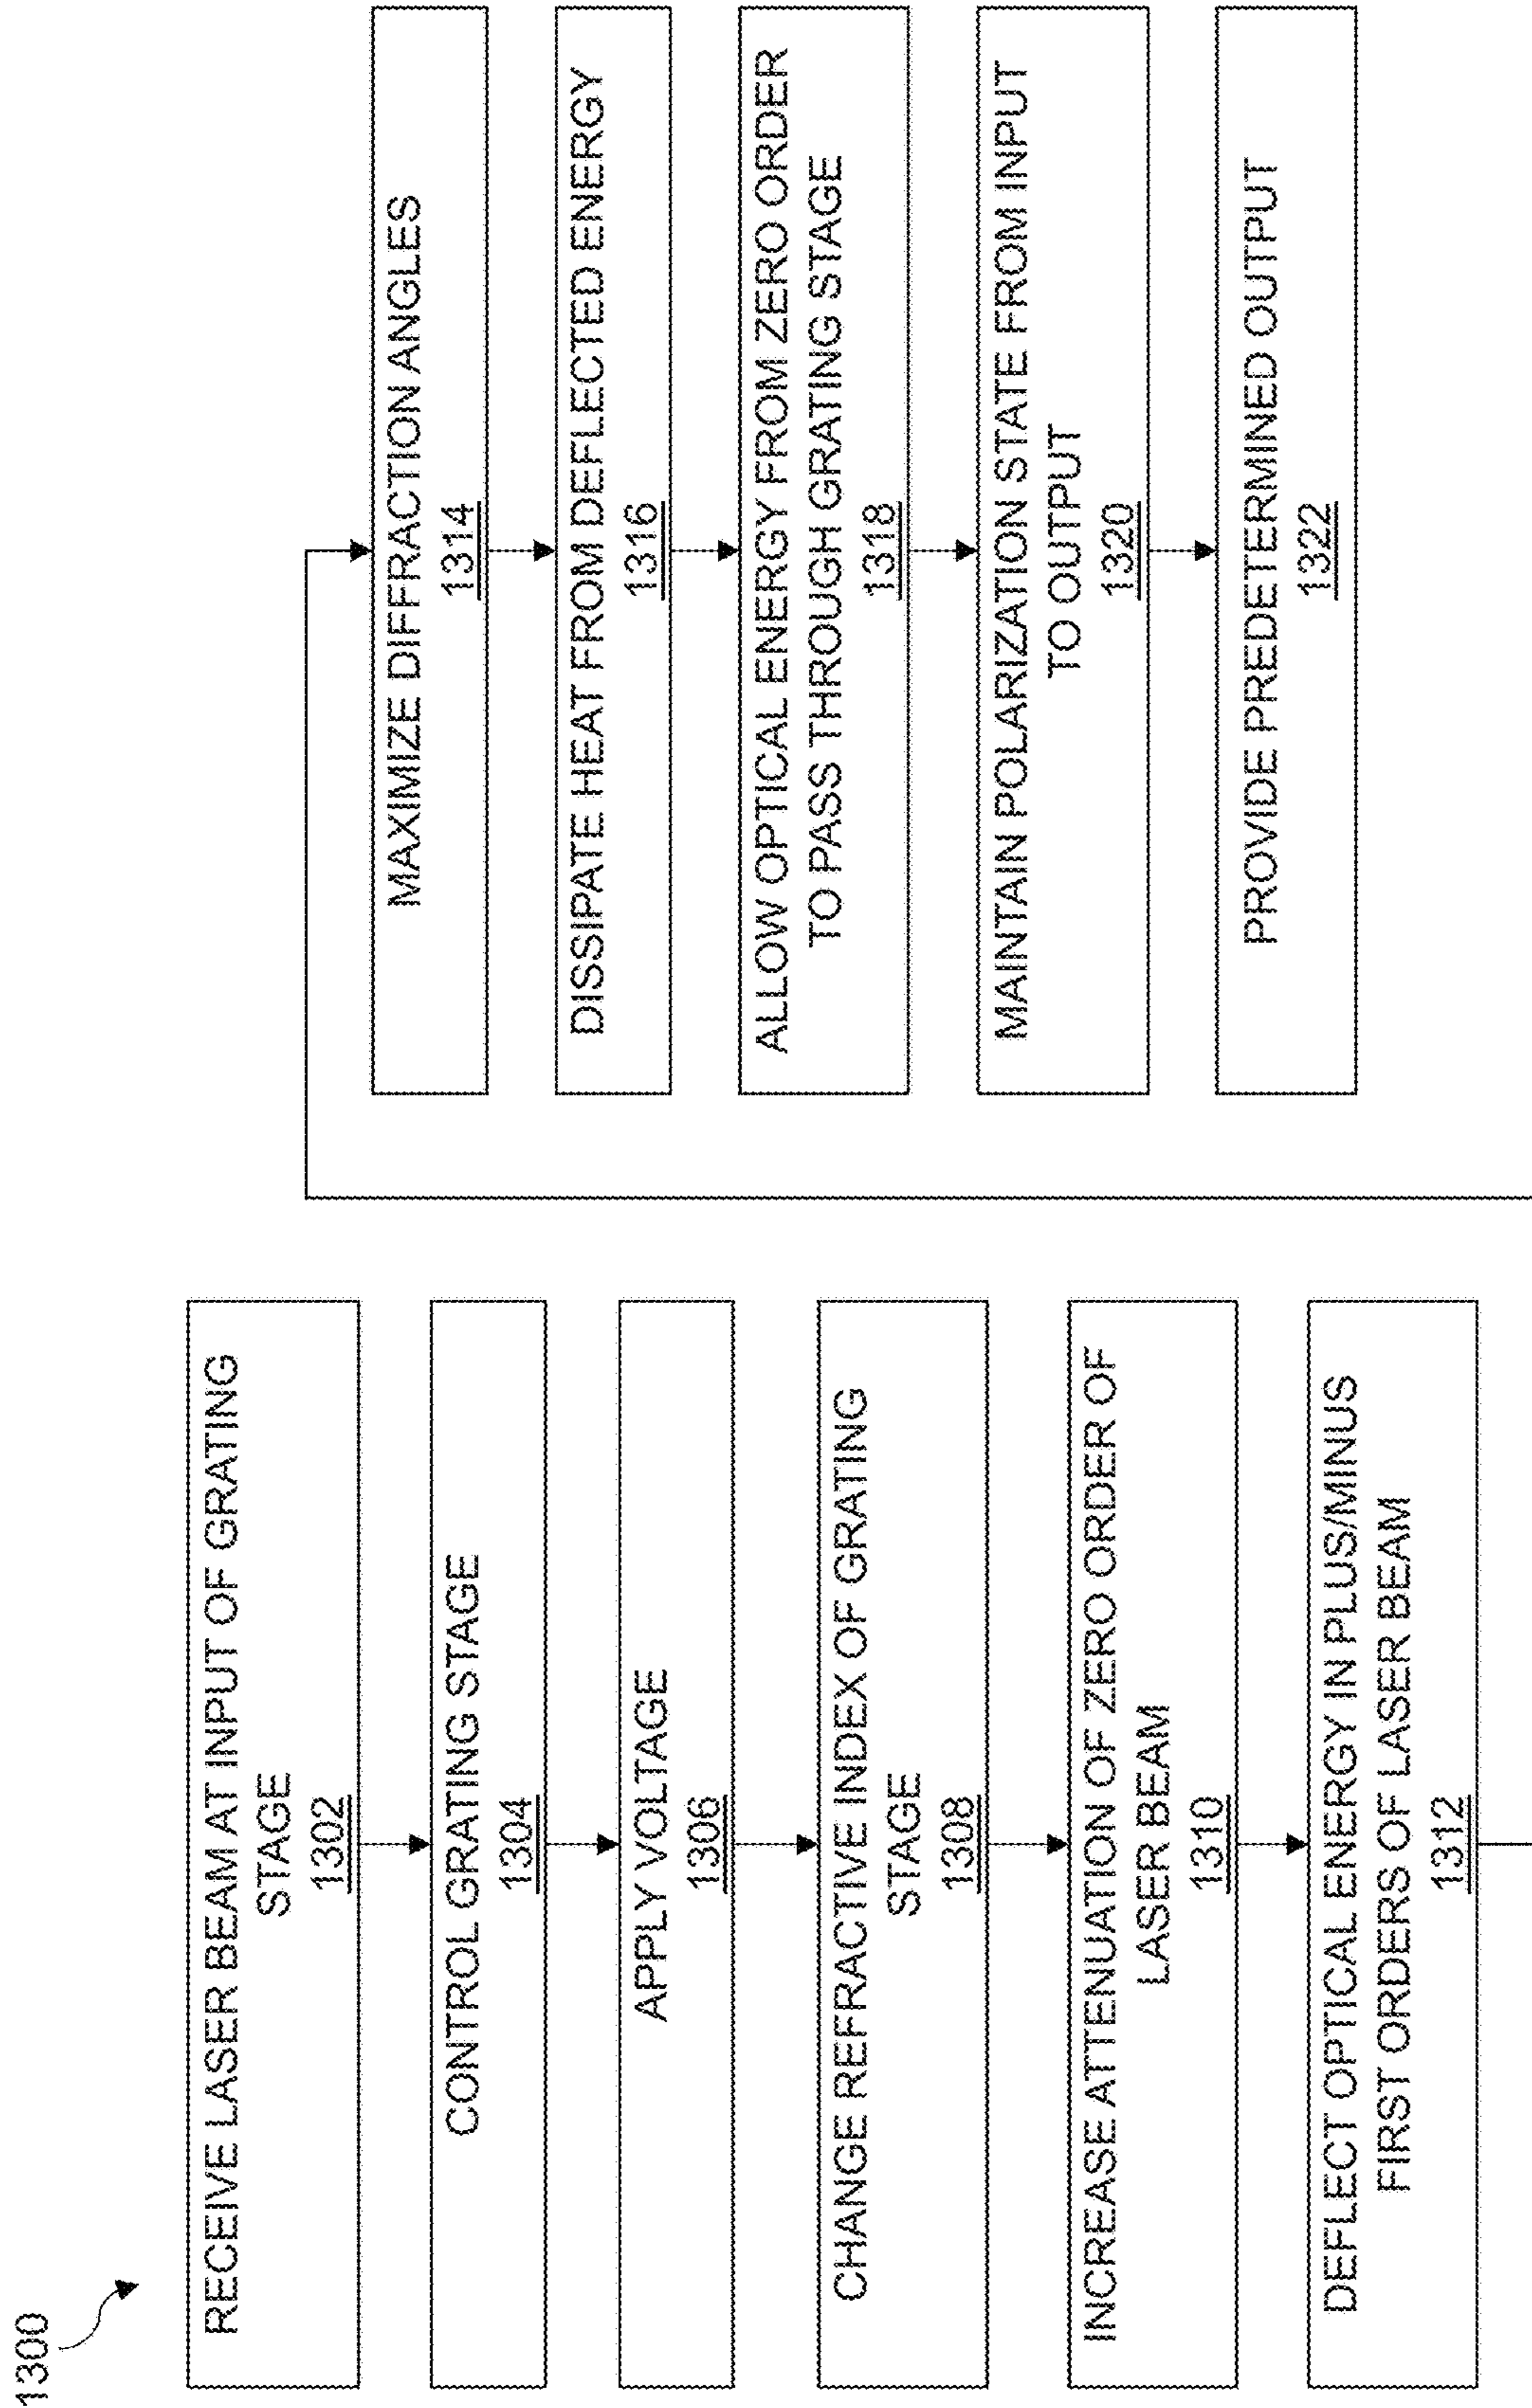 1300
RECEIVE LASER BEAM AT INPUT OF GRATING
STAGE
1302
CONTROL GRATING STAGE
1304
APPLY VOLTAGE
1306
CHANGE REFRACTIVE INDEX OF GRATING
STAGE
1308
INCREASE ATTENUATION OF ZERO ORDER OF
LASER BEAM
1310
DEFLECT OPTICAL ENERGY IN PLUS/MINUS
FIRST ORDERS OF LASER BEAM
1312
MAXIMIZE DIFFRACTION ANGLES
1314
DISSIPATE HEAT FROM DEFLECTED ENERGY
1316
ALLOW OPTICAL ENERGY FROM ZERO ORDER
TO PASS THROUGH GRATING STAGE
1318
MAINTAIN POLARIZATION STATE FROM INPUT
TO OUTPUT
1320
PROVIDE PREDETERMINED OUTPUT
1322